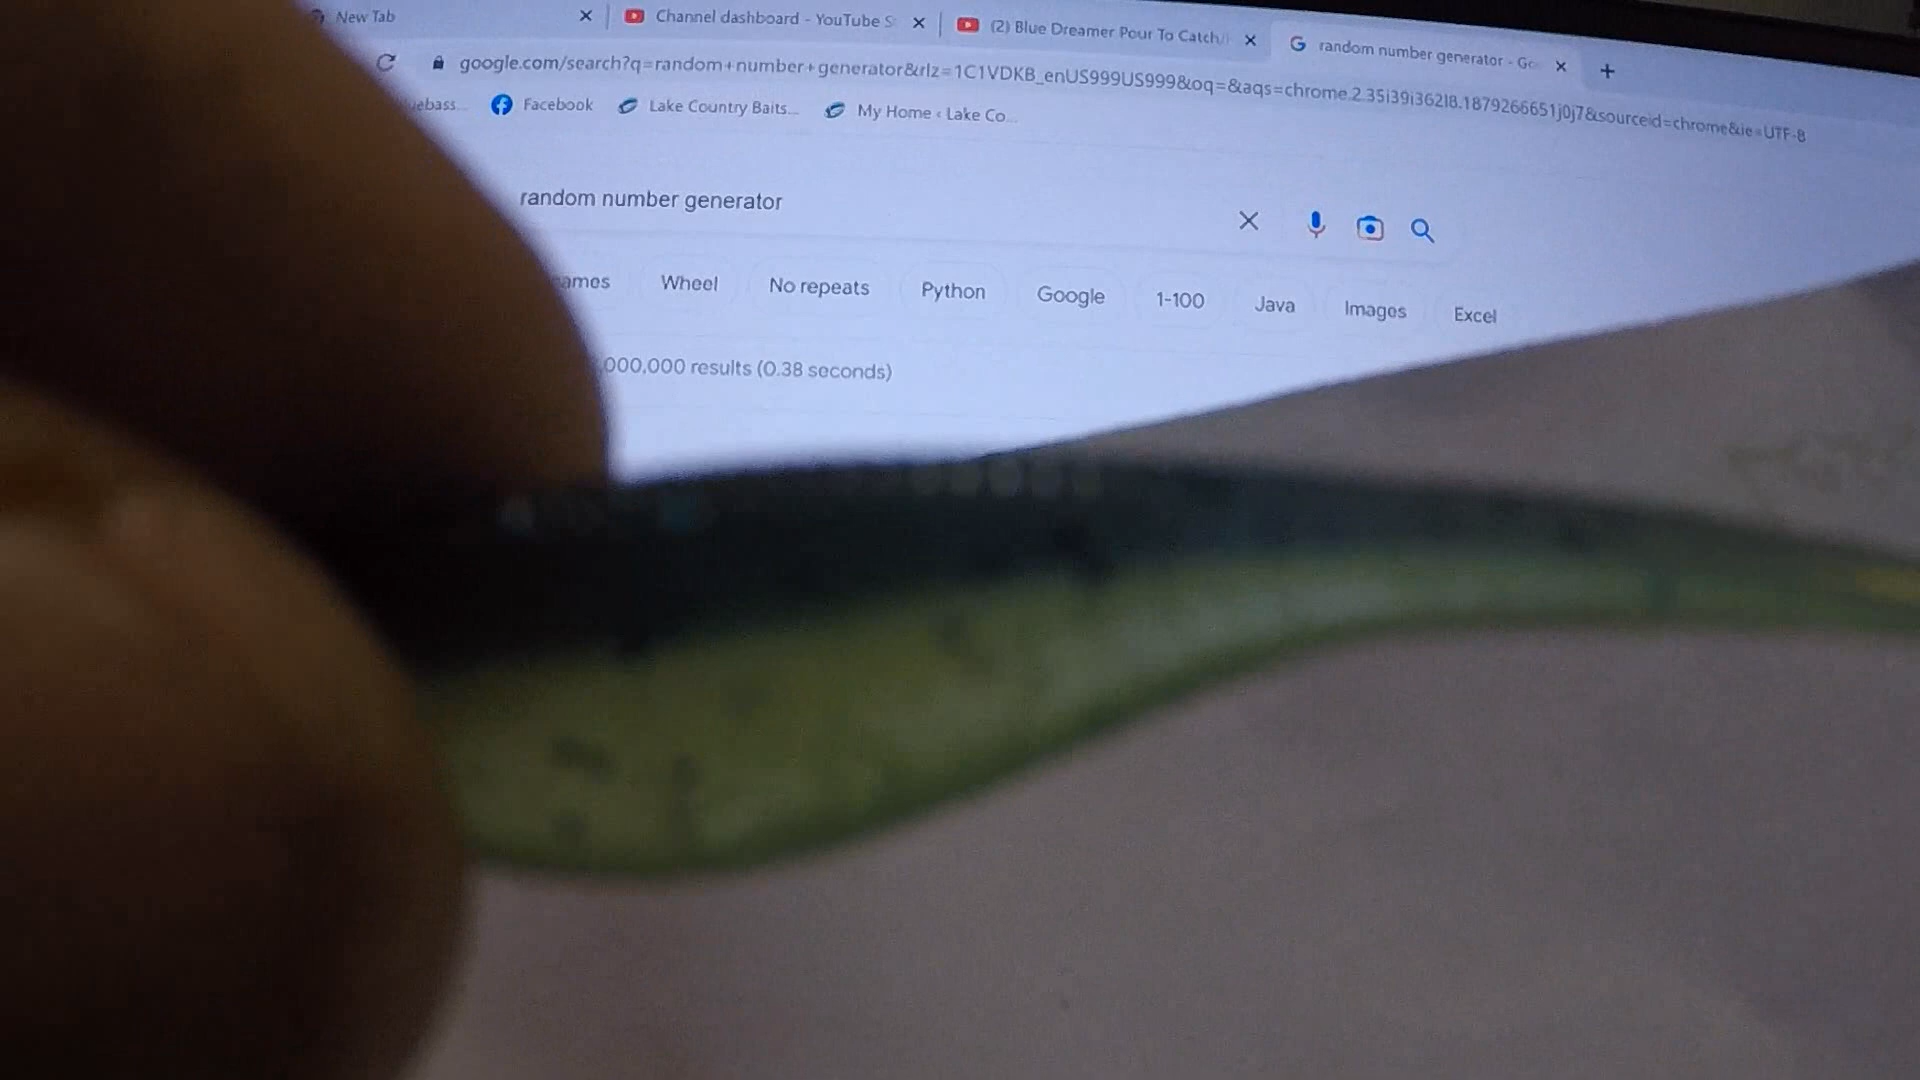 New Tab
Channel dashboard - YouTube S
(2) Blue Dreamer Pour To Catch/
random number generator - Go
google.com/search?q=random+number+generator&rlz=1C1VDKB_enUS999US999&oq=&aqs=chrome.2.35i39i362l8.1879266651j0j7&sourceid=chrome&ie=UTF-8
uebass...
Facebook
Lake Country Baits...
My Home ‹ Lake Co...
random number generator
ames
Wheel
No repeats
Python
Google
1-100
Java
Images
Excel
000,000 results (0.38 seconds)